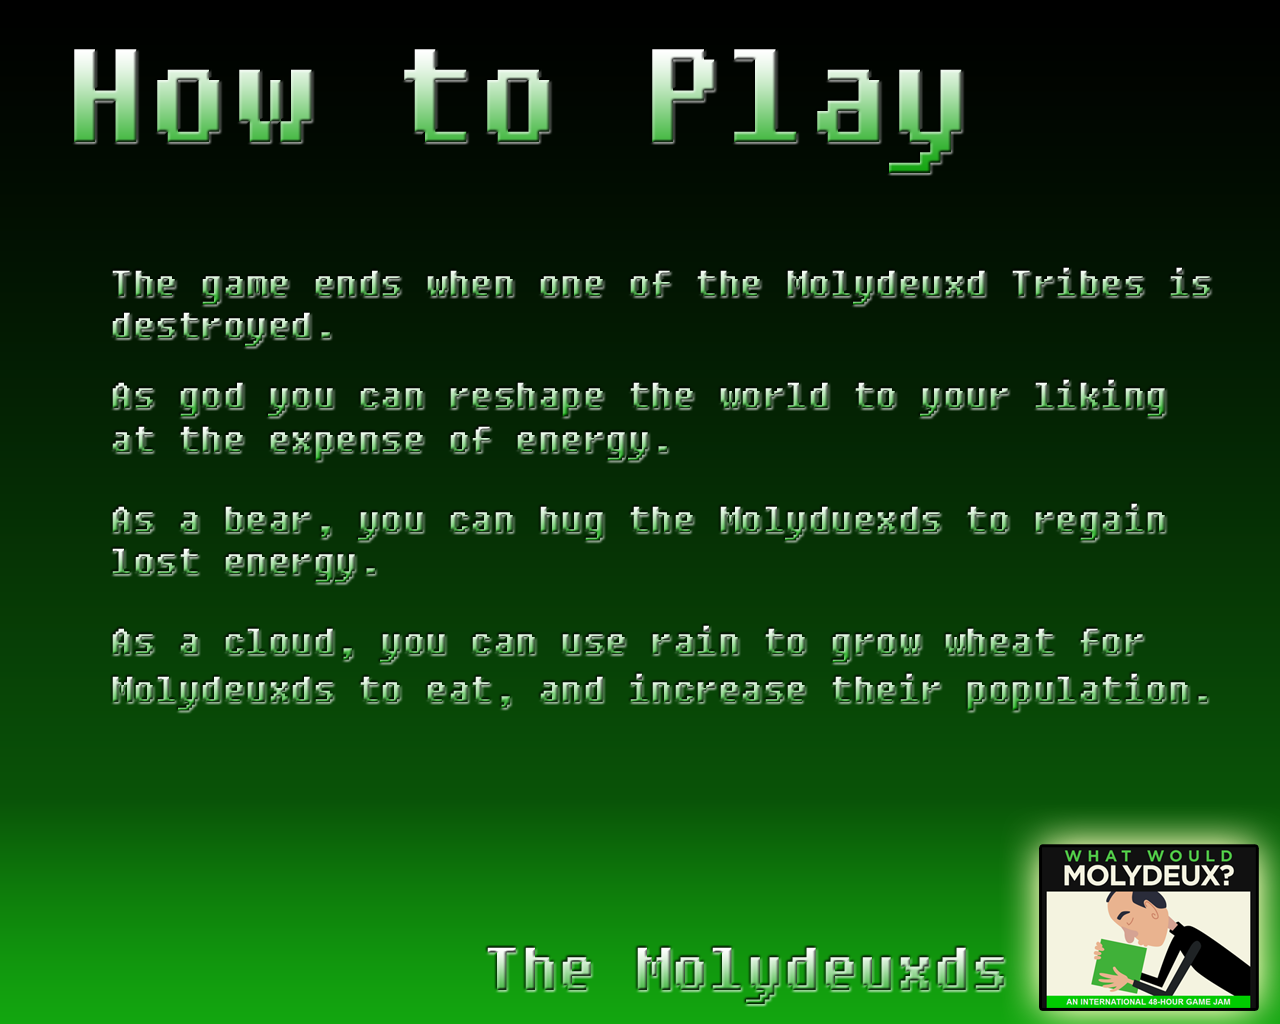 How to Play
The game ends when one of the Molydeuxd Tribes is
destroyed.
As god you can reshape the world to your liking
at the expense of energy.
As a bear, you can hug the Molyduexds to regain
lost energy.
As a cloud, you can use rain to grow wheat for
Molydeuxds to eat, and increase their population.
WHAT WOULD
MOLYDEUX?
The Molydeuxds
AN INTERNATIONAL 48-HOUR GAME JAM